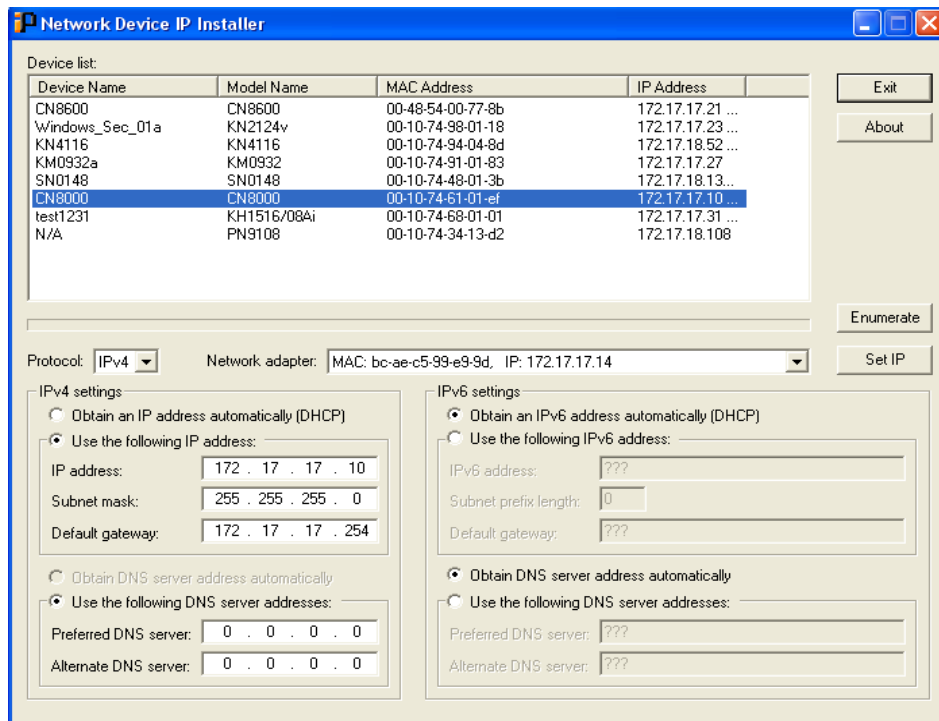 Network Device IP Installer
Device list:
Device Name Model Name MAC Address IP Address
CN8600 CN8600 00-48-54-00-77-8b 172.17.17.21 ...
Windows_Sec_01a KN2124v 00-10-74-98-01-18 172.17.17.23 ...
KN4116 KN4116 00-10-74-94-04-8d 172.17.18.52 ...
KM0932a KM0932 00-10-74-91-01-83 172.17.17.27
SN0148 SN0148 00-10-74-48-01-3b 172.17.18.13...
CN8000 CN8000 00-10-74-61-01-ef 172.17.17.10 ...
test1231 KH1516/08Ai 00-10-74-68-01-01 172.17.17.31 ...
N/A PN9108 00-10-74-34-13-d2 172.17.18.108
Exit
About
Enumerate
Protocol: IPv4 Network adapter: MAC: bc-ae-c5-99-e9-9d, IP: 172.17.17.14 Set IP
IPv4 settings
Obtain an IP address automatically (DHCP)
Use the following IP address:
IP address: 172 . 17 . 17 . 10
Subnet mask: 255 . 255 . 255 . 0
Default gateway: 172 . 17 . 17 . 254
Obtain DNS server address automatically
Use the following DNS server addresses:
Preferred DNS server: 0 . 0 . 0 . 0
Alternate DNS server: 0 . 0 . 0 . 0
IPv6 settings
Obtain an IPv6 address automatically (DHCP)
Use the following IPv6 address:
IPv6 address: ???
Subnet prefix length: 0
Default gateway: ???
Obtain DNS server address automatically
Use the following DNS server addresses:
Preferred DNS server: ???
Alternate DNS server: ???